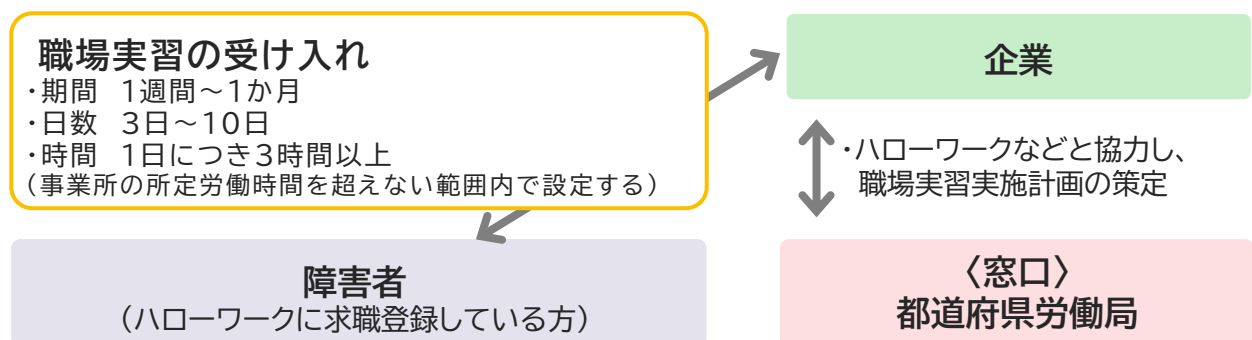 職場実習の受け入れ
・期間　1週間～1か月
・日数　3日～10日
・時間　1日につき3時間以上
（事業所の所定労働時間を超えない範囲内で設定する）
企業
・ハローワークなどと協力し、
職場実習実施計画の策定
障害者
（ハローワークに求職登録している方）
〈窓口〉
都道府県労働局